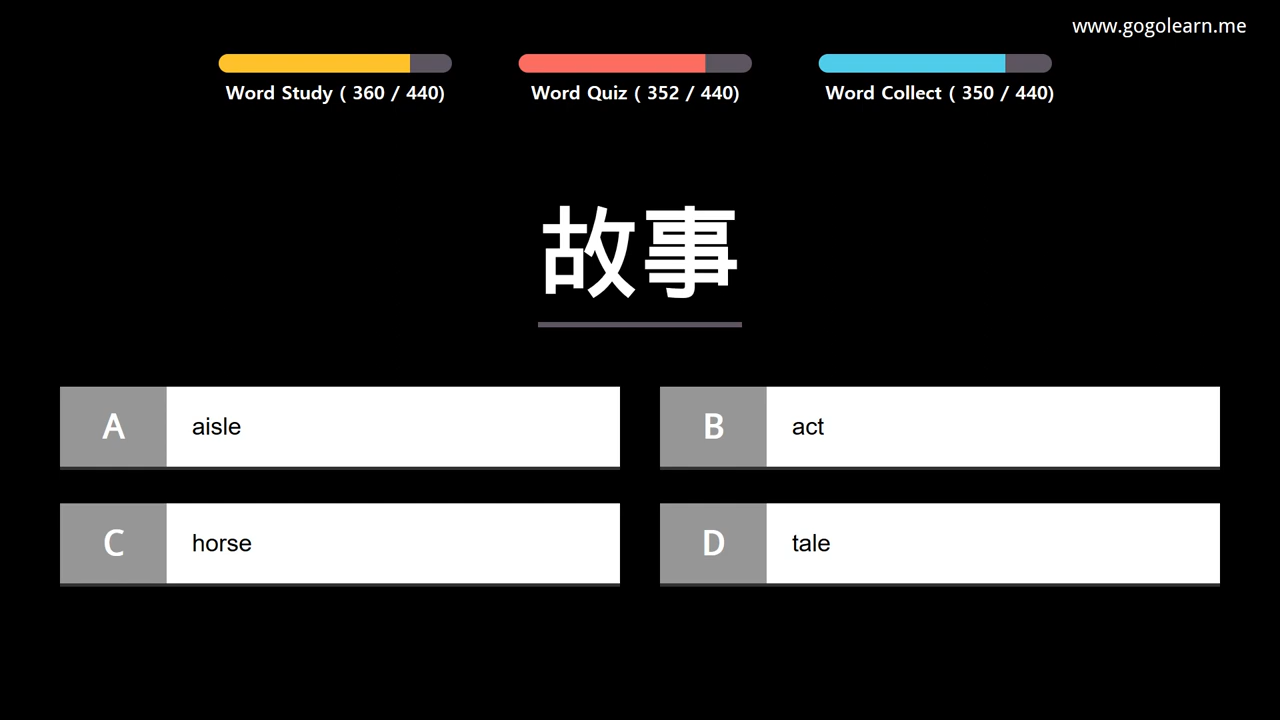 www.gogolearn.me
Word Study ( 360 / 440)
Word Quiz ( 352 / 440)
Word Collect ( 350 / 440)
故事
A aisle
B act
C horse
D tale